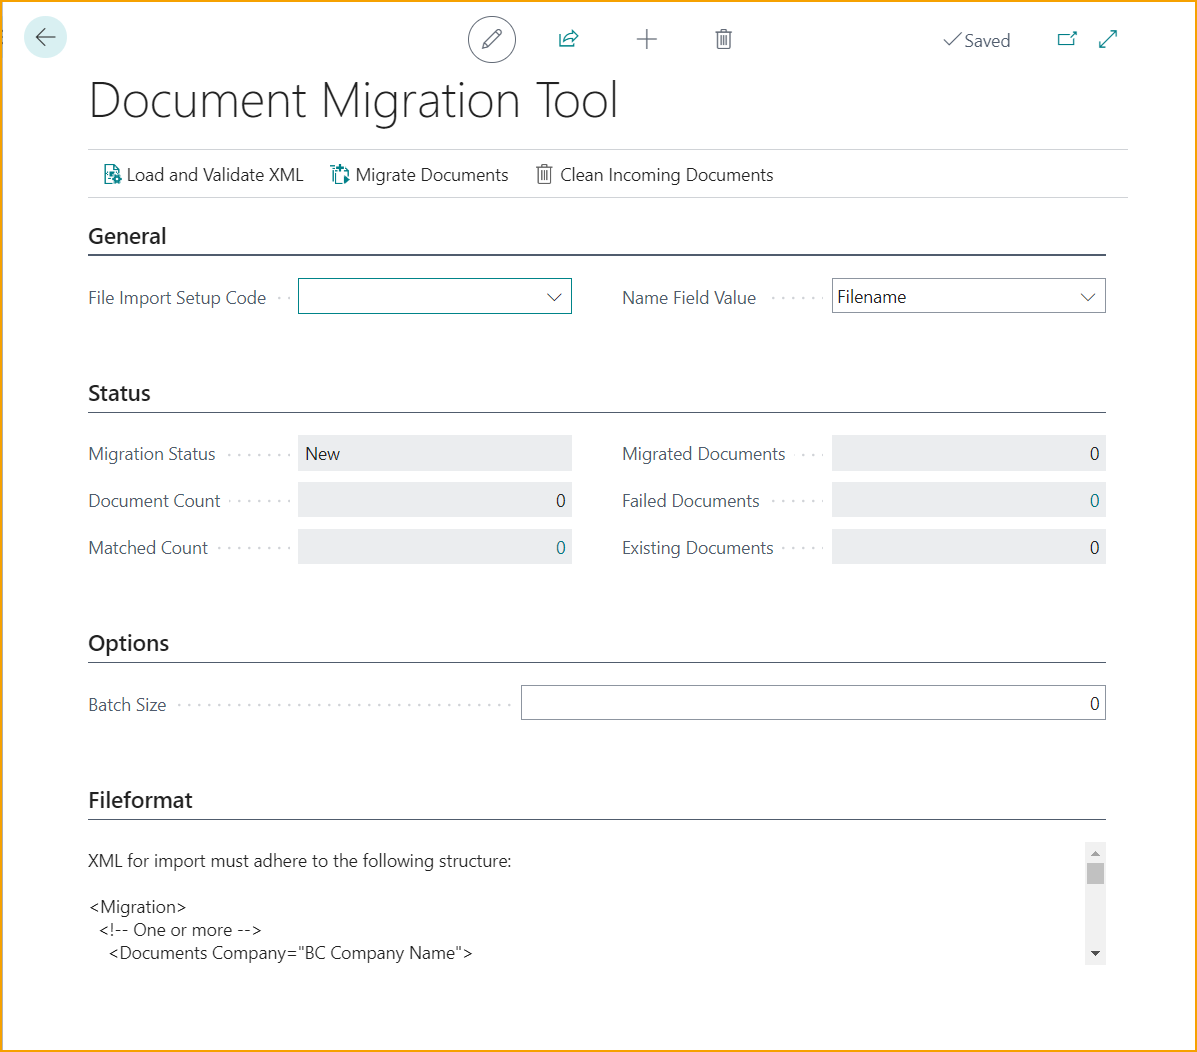 Saved
Document Migration Tool
Load and Validate XML Migrate Documents Clean Incoming Documents
General
File Import Setup Code Name Field Value Filename
Status
Migration Status New Migrated Documents 0
Document Count 0 Failed Documents 0
Matched Count 0 Existing Documents 0
Options
Batch Size 0
Fileformat
XML for import must adhere to the following structure:
<Migration>
<!-- One or more -->
<Documents Company="BC Company Name">